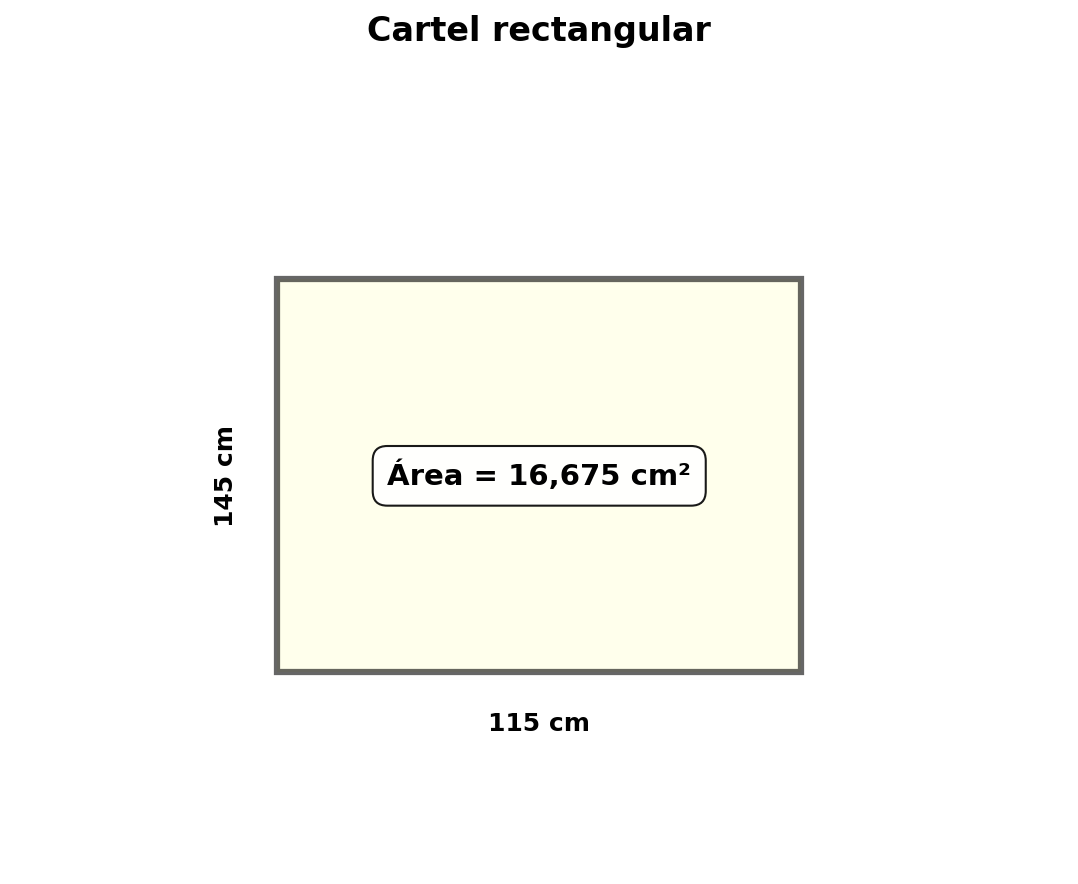 Cartel rectangular
Área = 16,675 cm²
145 cm
115 cm